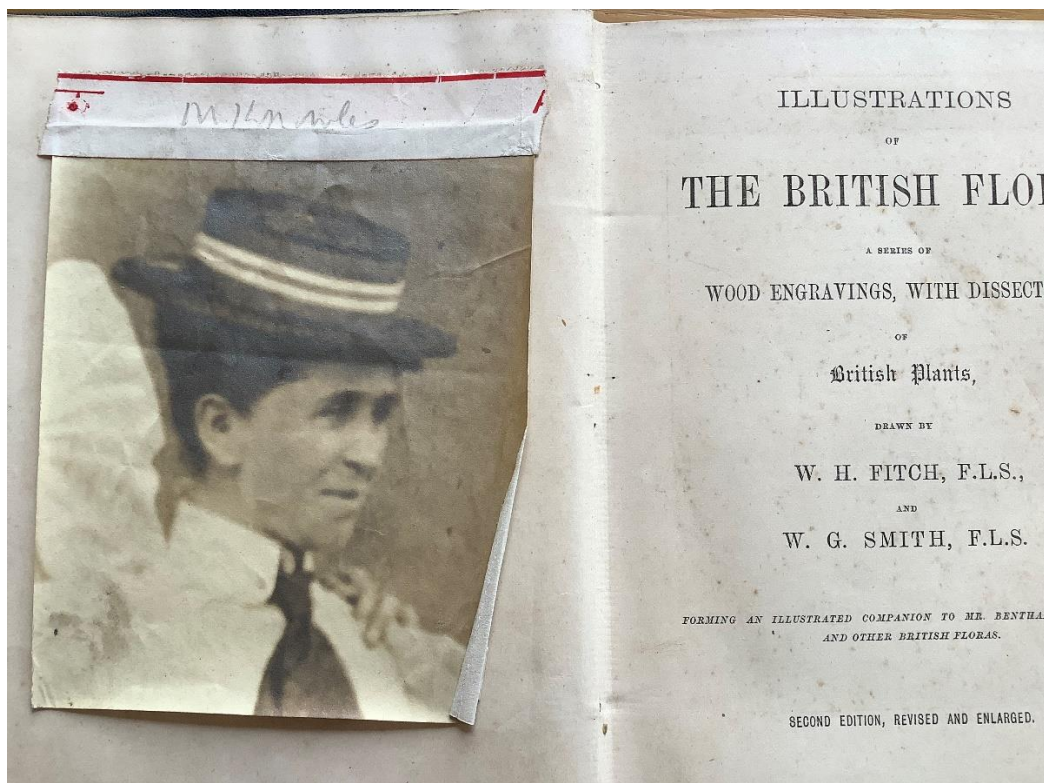 M Knowles
ILLUSTRATIONS
OF
THE BRITISH FLO
A SERIES OF
WOOD ENGRAVINGS, WITH DISSECT
OF
British Plants,
DRAWN BY
W. H. FITCH, F.L.S.,
AND
W. G. SMITH, F.L.S.
FORMING AN ILLUSTRATED COMPANION TO MR. BENTHA
AND OTHER BRITISH FLORAS.
SECOND EDITION, REVISED AND ENLARGED.